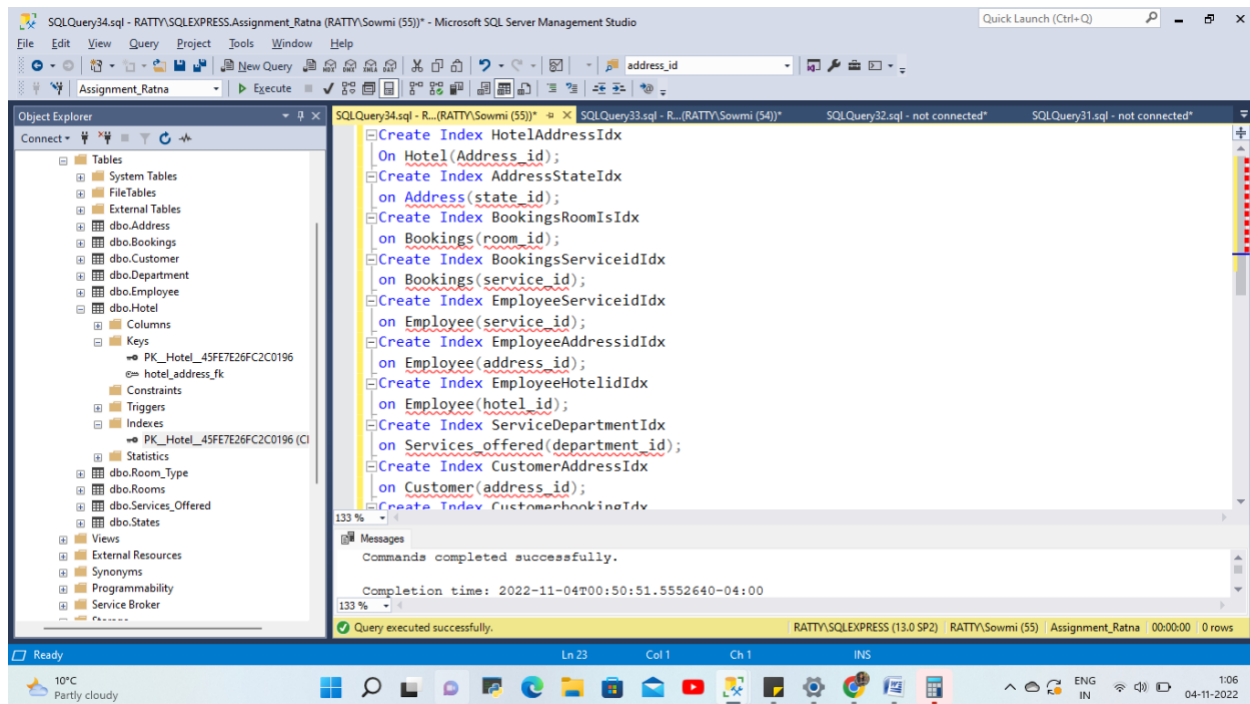 SQLQuery34.sql - RATTY\SQLEXPRESS.Assignment_Ratna (RATTY\Sowmi (55))* - Microsoft SQL Server Management Studio
Quick Launch (Ctrl+Q)
File Edit View Query Project Tools Window Help
New Query
address_id
Assignment_Ratna
Execute
Object Explorer
Connect
Tables
System Tables
FileTables
External Tables
dbo.Address
dbo.Bookings
dbo.Customer
dbo.Department
dbo.Employee
dbo.Hotel
Columns
Keys
PK__Hotel__45FE7E26FC2C0196
hotel_address_fk
Constraints
Triggers
Indexes
PK__Hotel__45FE7E26FC2C0196 (Cl
Statistics
dbo.Room_Type
dbo.Rooms
dbo.Services_Offered
dbo.States
Views
External Resources
Synonyms
Programmability
Service Broker
Storage
SQLQuery34.sql - R...(RATTY\Sowmi (55))* SQLQuery33.sql - R...(RATTY\Sowmi (54))* SQLQuery32.sql - not connected* SQLQuery31.sql - not connected*
Create Index HotelAddressIdx
On Hotel(Address_id);
Create Index AddressStateIdx
on Address(state_id);
Create Index BookingsRoomIsIdx
on Bookings(room_id);
Create Index BookingsServiceidIdx
on Bookings(service_id);
Create Index EmployeeServiceidIdx
on Employee(service_id);
Create Index EmployeeAddressidIdx
on Employee(address_id);
Create Index EmployeeHotelidIdx
on Employee(hotel_id);
Create Index ServiceDepartmentIdx
on Services_offered(department_id);
Create Index CustomerAddressIdx
on Customer(address_id);
Create Index CustomerbookingIdx
133 %
Messages
Commands completed successfully.
Completion time: 2022-11-04T00:50:51.5552640-04:00
133 %
Query executed successfully. RATTY\SQLEXPRESS (13.0 SP2) RATTY\Sowmi (55) Assignment_Ratna 00:00:00 0 rows
Ready Ln 23 Col 1 Ch 1 INS
10°C
Partly cloudy
ENG
IN
1:06
04-11-2022